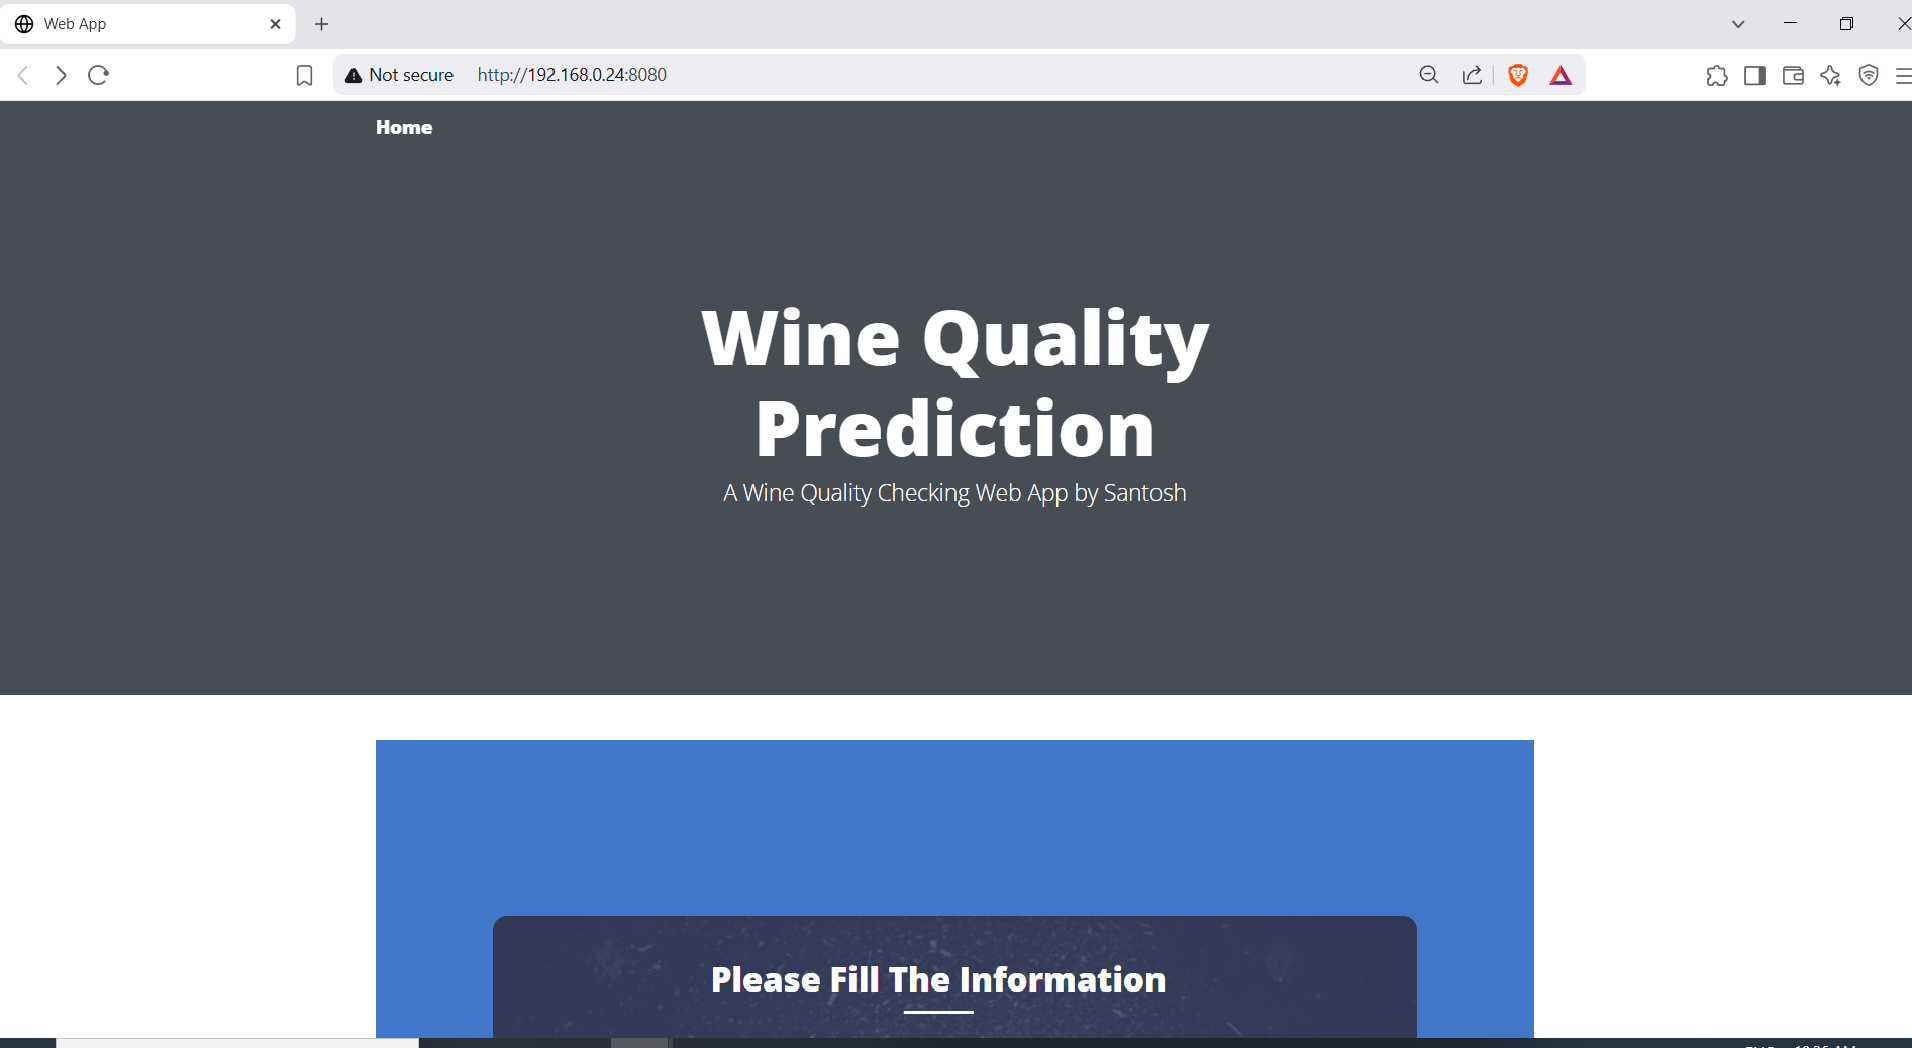 Web App
Not secure http://192.168.0.24:8080
Home
Wine Quality
Prediction
A Wine Quality Checking Web App by Santosh
Please Fill The Information